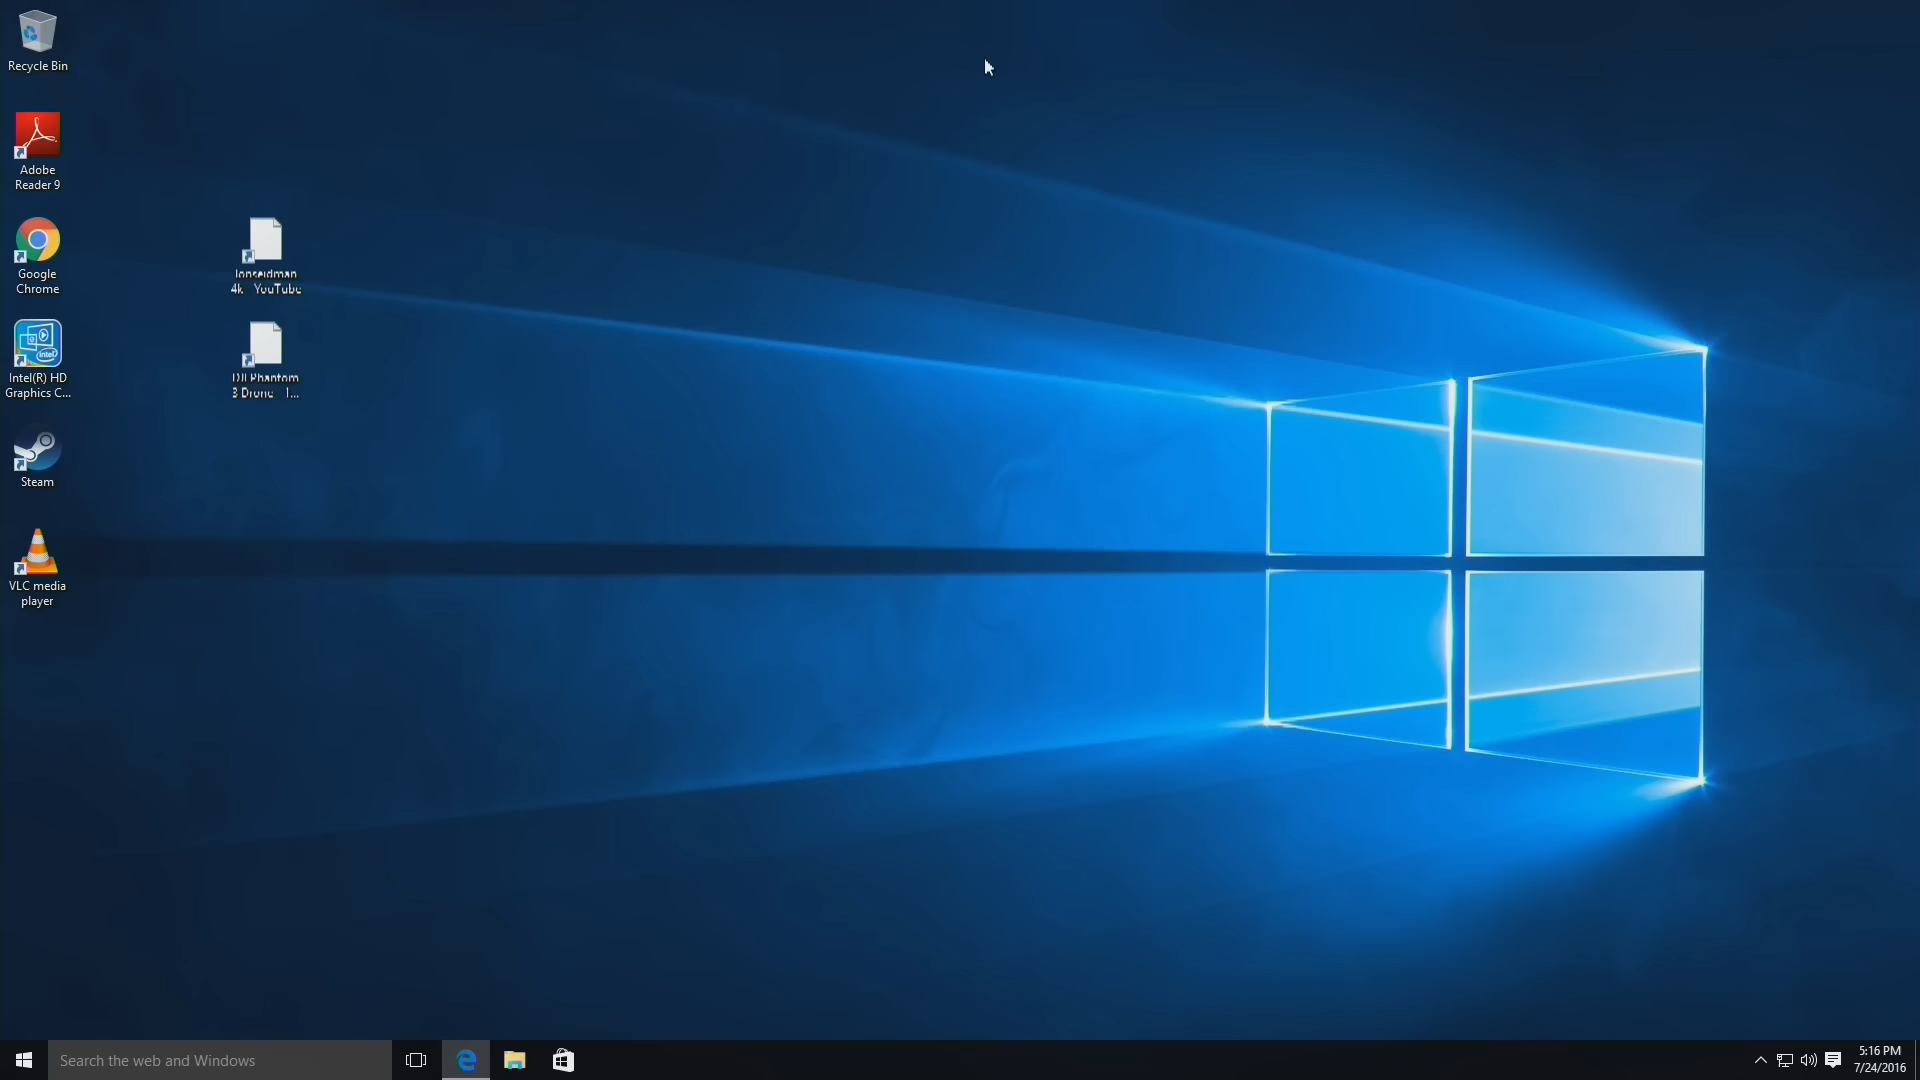 Recycle Bin
Adobe
Reader 9
Google
Chrome
Intel(R) HD
Graphics C...
Steam
VLC media
player
lonseidman
4k - YouTube
DJI Phantom
3 Drone - 1...
Search the web and Windows
5:16 PM
7/24/2016